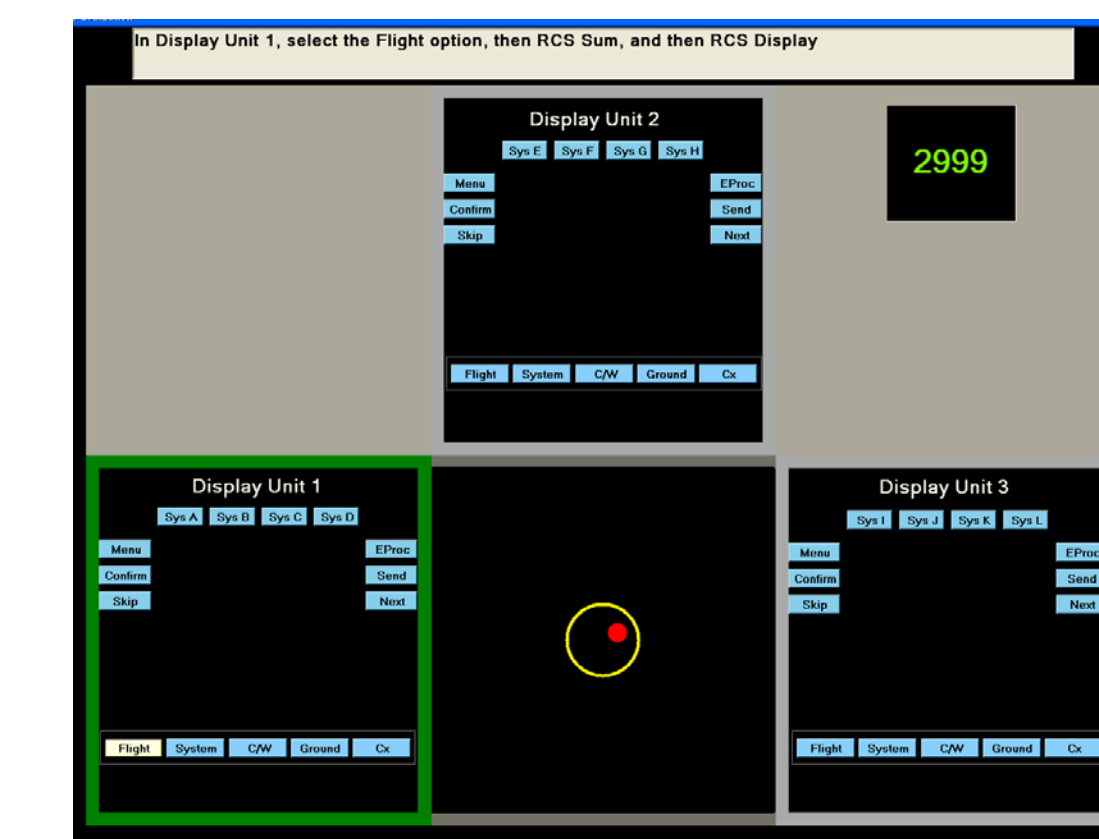 In Display Unit 1, select the Flight option, then RCS Sum, and then RCS Display
Display Unit 2
Sys E Sys F Sys G Sys H
Menu EProc
Confirm Send
Skip Next
Flight System C/W Ground Cx
2999
Display Unit 1
Sys A Sys B Sys C Sys D
Menu EProc
Confirm Send
Skip Next
Flight System C/W Ground Cx
Display Unit 3
Sys I Sys J Sys K Sys L
Menu EProc
Confirm Send
Skip Next
Flight System C/W Ground Cx